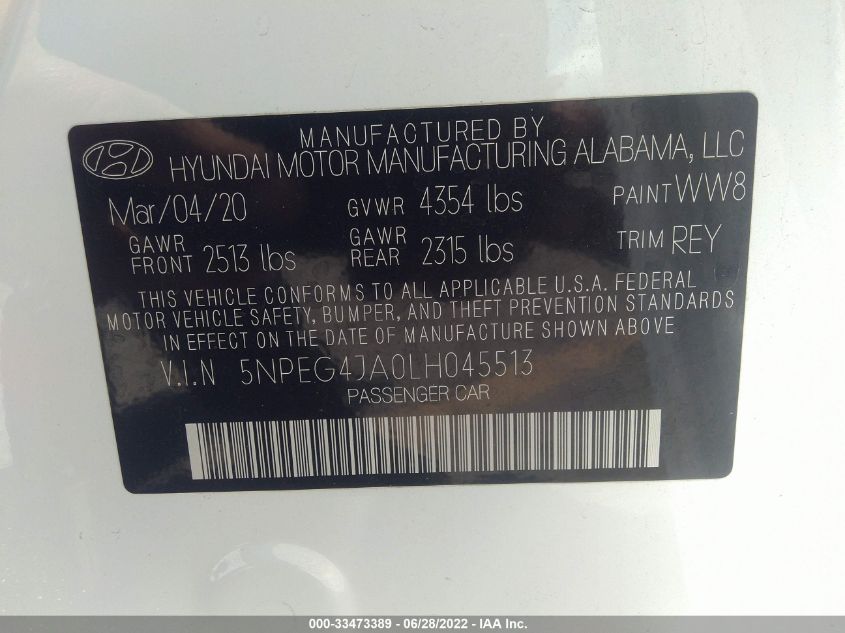 MANUFACTURED BY
HYUNDAI MOTOR MANUFACTURING ALABAMA, LLC
Mar/04/20 GVWR 4354 lbs PAINT WW8
GAWR FRONT 2513 lbs GAWR REAR 2315 lbs TRIM REY
THIS VEHICLE CONFORMS TO ALL APPLICABLE U.S.A. FEDERAL
MOTOR VEHICLE SAFETY, BUMPER, AND THEFT PREVENTION STANDARDS
IN EFFECT ON THE DATE OF MANUFACTURE SHOWN ABOVE.
V.I.N 5NPEG4JA0LH045513
PASSENGER CAR
000-33473389 - 06/28/2022 - IAA Inc.